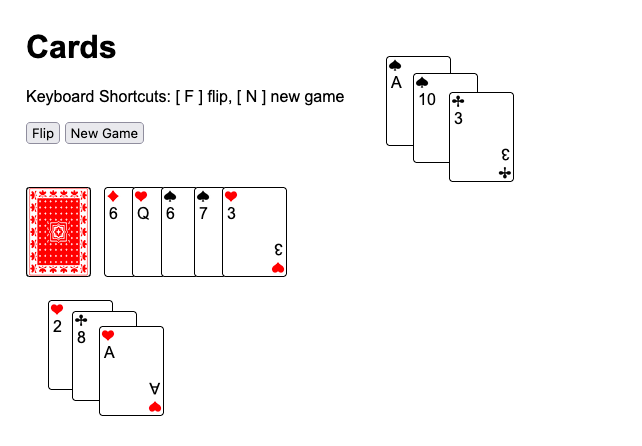 Cards
Keyboard Shortcuts: [ F ] flip, [ N ] new game
Flip New Game
A
10
3
3
6 Q 6 7 3
3
2
8
A
A